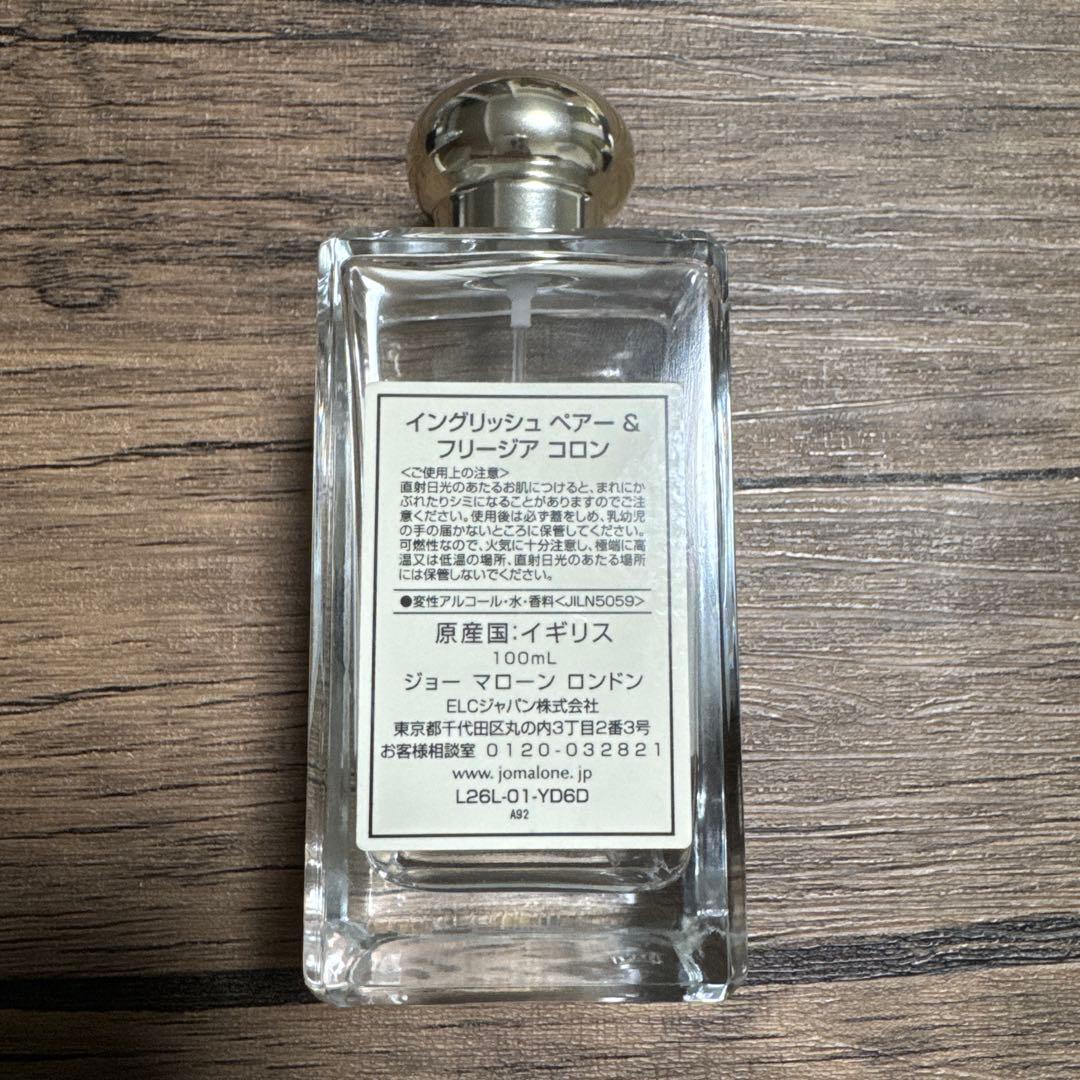 イングリッシュ ペアー &
フリージア コロン
<ご使用上の注意>
直射日光のあたるお肌につけると、まれにか
ぶれたりシミになることがありますのでご注
意ください。使用後は必ず蓋をしめ、乳幼児
の手の届かないところに保管してください。
可燃性なので、火気に十分注意し、極端に高
温又は低温の場所、直射日光のあたる場所
には保管しないでください。
●変性アルコール・水・香料<JILN5059>
原産国:イギリス
100mL
ジョー マローン ロンドン
ELCジャパン株式会社
東京都千代田区丸の内3丁目2番3号
お客様相談室 0120-032821
www.jomalone.jp
L26L-01-YD6D
A92